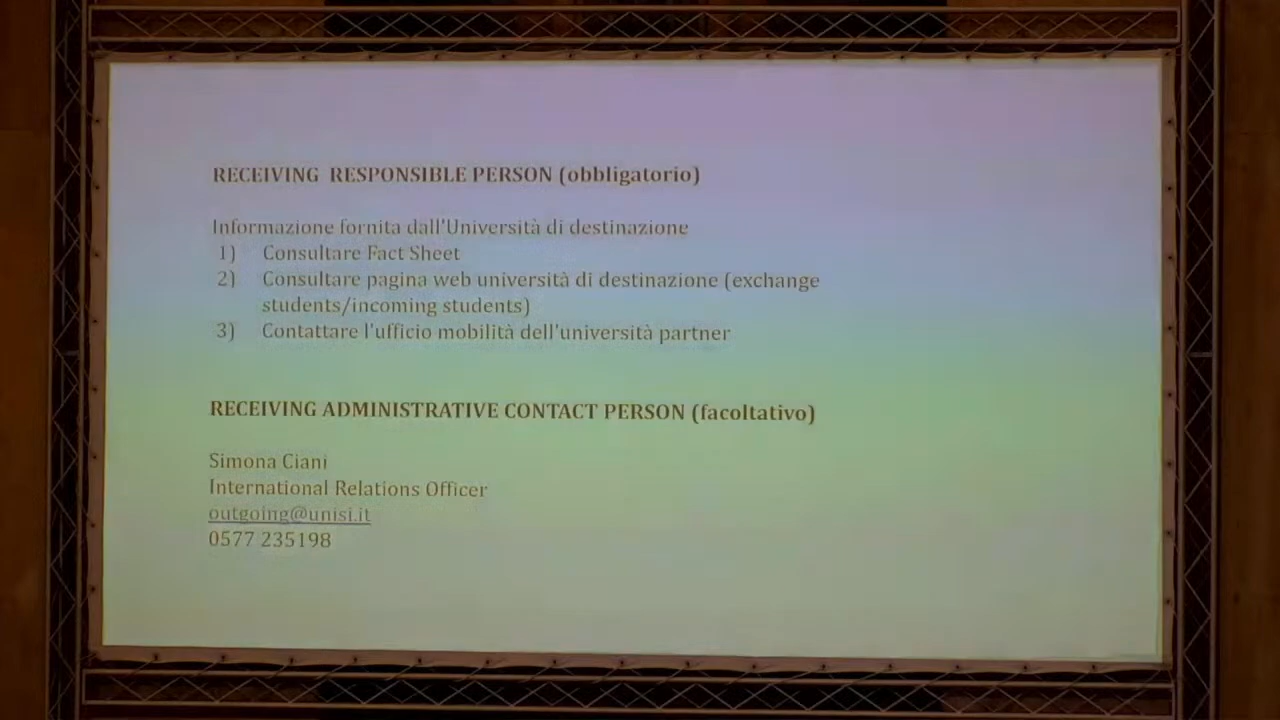 RECEIVING RESPONSIBLE PERSON (obbligatorio)
Informazione fornita dall'Università di destinazione
1) Consultare Fact Sheet
2) Consultare pagina web università di destinazione (exchange
students/incoming students)
3) Contattare l'ufficio mobilità dell'università partner
RECEIVING ADMINISTRATIVE CONTACT PERSON (facoltativo)
Simona Ciani
International Relations Officer
outgoing@unisi.it
0577 235198